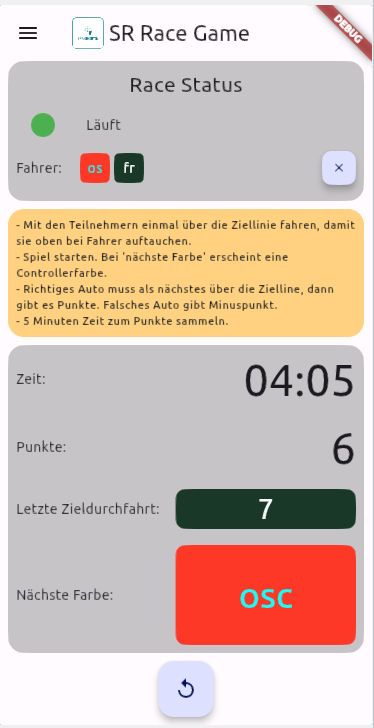 SR Race Game
DEBUG
Race Status
Läuft
Fahrer: os fr
- Mit den Teilnehmern einmal über die Ziellinie fahren, damit
sie oben bei Fahrer auftauchen.
- Spiel starten. Bei 'nächste Farbe' erscheint eine
Controllerfarbe.
- Richtiges Auto muss als nächstes über die Zielline, dann
gibt es Punkte. Falsches Auto gibt Minuspunkt.
- 5 Minuten Zeit zum Punkte sammeln.
Zeit: 04:05
Punkte: 6
Letzte Zieldurchfahrt: 7
Nächste Farbe: osc